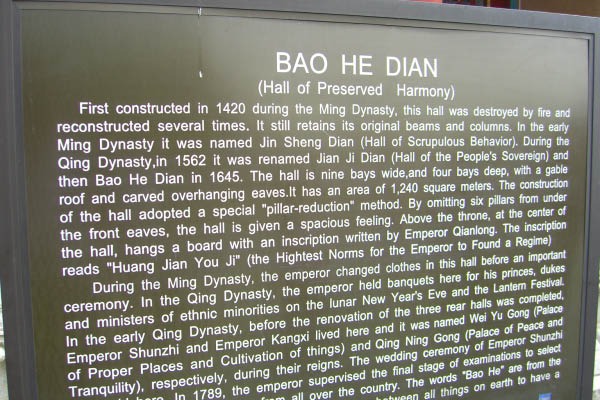 BAO HE DIAN
(Hall of Preserved Harmony)
First constructed in 1420 during the Ming Dynasty, this hall was destroyed by fire and
reconstructed several times. It still retains its original beams and columns. In the early
Ming Dynasty it was named Jin Sheng Dian (Hall of Scrupulous Behavior). During the
Qing Dynasty,in 1562 it was renamed Jian Ji Dian (Hall of the People's Sovereign) and
then Bao He Dian in 1645. The hall is nine bays wide,and four bays deep, with a gable
roof and carved overhanging eaves.It has an area of 1,240 square meters. The construction
of the hall adopted a special "pillar-reduction" method. By omitting six pillars from under
the front eaves, the hall is given a spacious feeling. Above the throne, at the center of
the hall, hangs a board with an inscription written by Emperor Qianlong. The inscription
reads "Huang Jian You Ji" (the Hightest Norms for the Emperor to Found a Regime)
During the Ming Dynasty, the emperor changed clothes in this hall before an important
ceremony. In the Qing Dynasty, the emperor held banquets here for his princes, dukes
and ministers of ethnic minorities on the lunar New Year's Eve and the Lantern Festival.
In the early Qing Dynasty, before the renovation of the three rear halls was completed,
Emperor Shunzhi and Emperor Kangxi lived here and it was named Wei Yu Gong (Palace
of Proper Places and Cultivation of things) and Qing Ning Gong (Palace of Peace and
Tranquility), respectively, during their reigns. The wedding ceremony of Emperor Shunzhi
here. In 1789, the emperor supervised the final stage of examinations to select
from all over the country. The words "Bao He" are from the
between all things on earth to have a